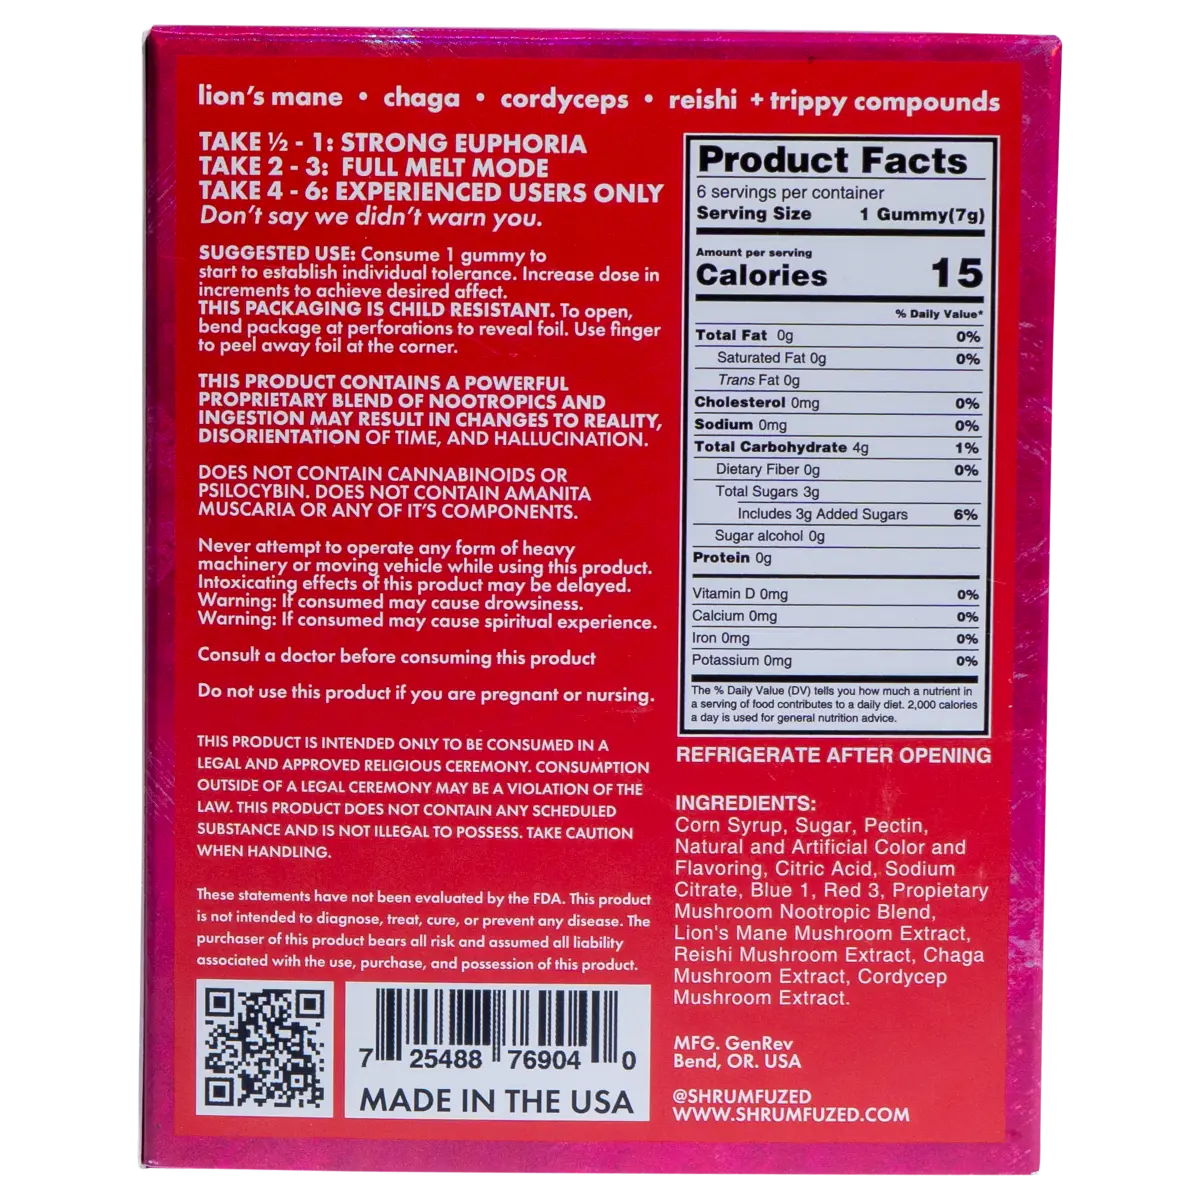 lion's mane • chaga • cordyceps • reishi + trippy compounds
TAKE ½ - 1: STRONG EUPHORIA
TAKE 2 - 3: FULL MELT MODE
TAKE 4 - 6: EXPERIENCED USERS ONLY
Don't say we didn't warn you.
SUGGESTED USE: Consume 1 gummy to
start to establish individual tolerance. Increase dose in
increments to achieve desired affect.
THIS PACKAGING IS CHILD RESISTANT. To open,
bend package at perforations to reveal foil. Use finger
to peel away foil at the corner.
THIS PRODUCT CONTAINS A POWERFUL
PROPRIETARY BLEND OF NOOTROPICS AND
INGESTION MAY RESULT IN CHANGES TO REALITY,
DISORIENTATION OF TIME, AND HALLUCINATION.
DOES NOT CONTAIN CANNABINOIDS OR
PSILOCYBIN. DOES NOT CONTAIN AMANITA
MUSCARIA OR ANY OF IT'S COMPONENTS.
Never attempt to operate any form of heavy
machinery or moving vehicle while using this product.
Intoxicating effects of this product may be delayed.
Warning: If consumed may cause drowsiness.
Warning: If consumed may cause spiritual experience.
Consult a doctor before consuming this product
Do not use this product if you are pregnant or nursing.
THIS PRODUCT IS INTENDED ONLY TO BE CONSUMED IN A
LEGAL AND APPROVED RELIGIOUS CEREMONY. CONSUMPTION
OUTSIDE OF A LEGAL CEREMONY MAY BE A VIOLATION OF THE
LAW. THIS PRODUCT DOES NOT CONTAIN ANY SCHEDULED
SUBSTANCE AND IS NOT ILLEGAL TO POSSESS. TAKE CAUTION
WHEN HANDLING.
These statements have not been evaluated by the FDA. This product
is not intended to diagnose, treat, cure, or prevent any disease. The
purchaser of this product bears all risk and assumed all liability
associated with the use, purchase, and possession of this product.
7 25488 76904 0
MADE IN THE USA
Product Facts
6 servings per container
Serving Size 1 Gummy(7g)
Amount per serving
Calories 15
% Daily Value*
Total Fat 0g 0%
Saturated Fat 0g 0%
Trans Fat 0g
Cholesterol 0mg 0%
Sodium 0mg 0%
Total Carbohydrate 4g 1%
Dietary Fiber 0g 0%
Total Sugars 3g
Includes 3g Added Sugars 6%
Sugar alcohol 0g
Protein 0g
Vitamin D 0mg 0%
Calcium 0mg 0%
Iron 0mg 0%
Potassium 0mg 0%
The % Daily Value (DV) tells you how much a nutrient in
a serving of food contributes to a daily diet. 2,000 calories
a day is used for general nutrition advice.
REFRIGERATE AFTER OPENING
INGREDIENTS:
Corn Syrup, Sugar, Pectin,
Natural and Artificial Color and
Flavoring, Citric Acid, Sodium
Citrate, Blue 1, Red 3, Propietary
Mushroom Nootropic Blend,
Lion's Mane Mushroom Extract,
Reishi Mushroom Extract, Chaga
Mushroom Extract, Cordycep
Mushroom Extract.
MFG. GenRev
Bend, OR. USA
@SHRUMFUZED
WWW.SHRUMFUZED.COM